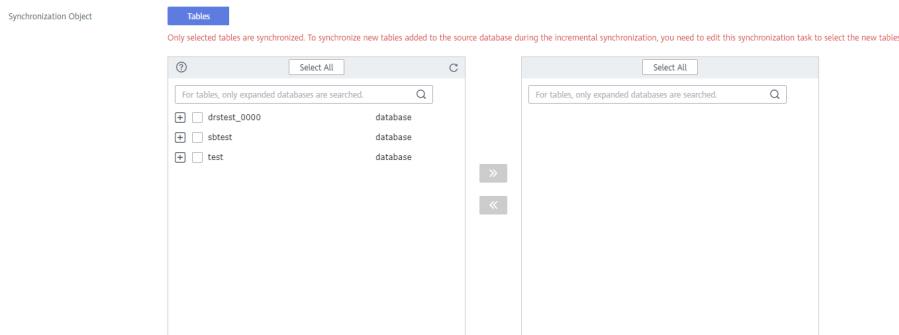 Synchronization Object
Tables
Only selected tables are synchronized. To synchronize new tables added to the source database during the incremental synchronization, you need to edit this synchronization task to select the new tables
Select All
For tables, only expanded databases are searched.
drstest_0000 database
sbtest database
test database
Select All
For tables, only expanded databases are searched.